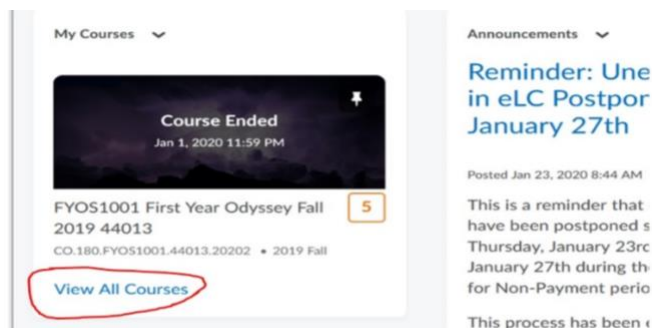 My Courses
Course Ended
Jan 1, 2020 11:59 PM
FYOS1001 First Year Odyssey Fall
2019 44013
5
CO.180.FYOS1001.44013.20202 • 2019 Fall
View All Courses
Announcements
Reminder: Une
in eLC Postpor
January 27th
Posted Jan 23, 2020 8:44 AM
This is a reminder that
have been postponed s
Thursday, January 23rc
January 27th during th
for Non-Payment perio
This process has been